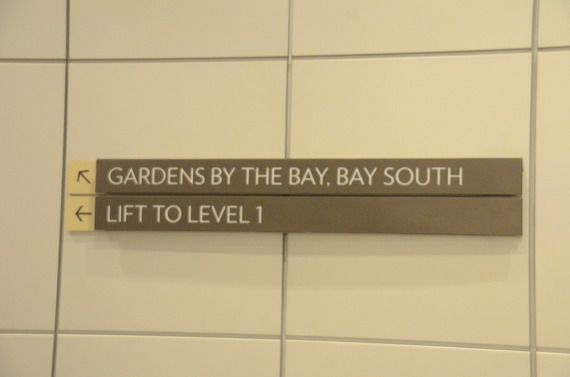 GARDENS BY THE BAY, BAY SOUTH
LIFT TO LEVEL 1